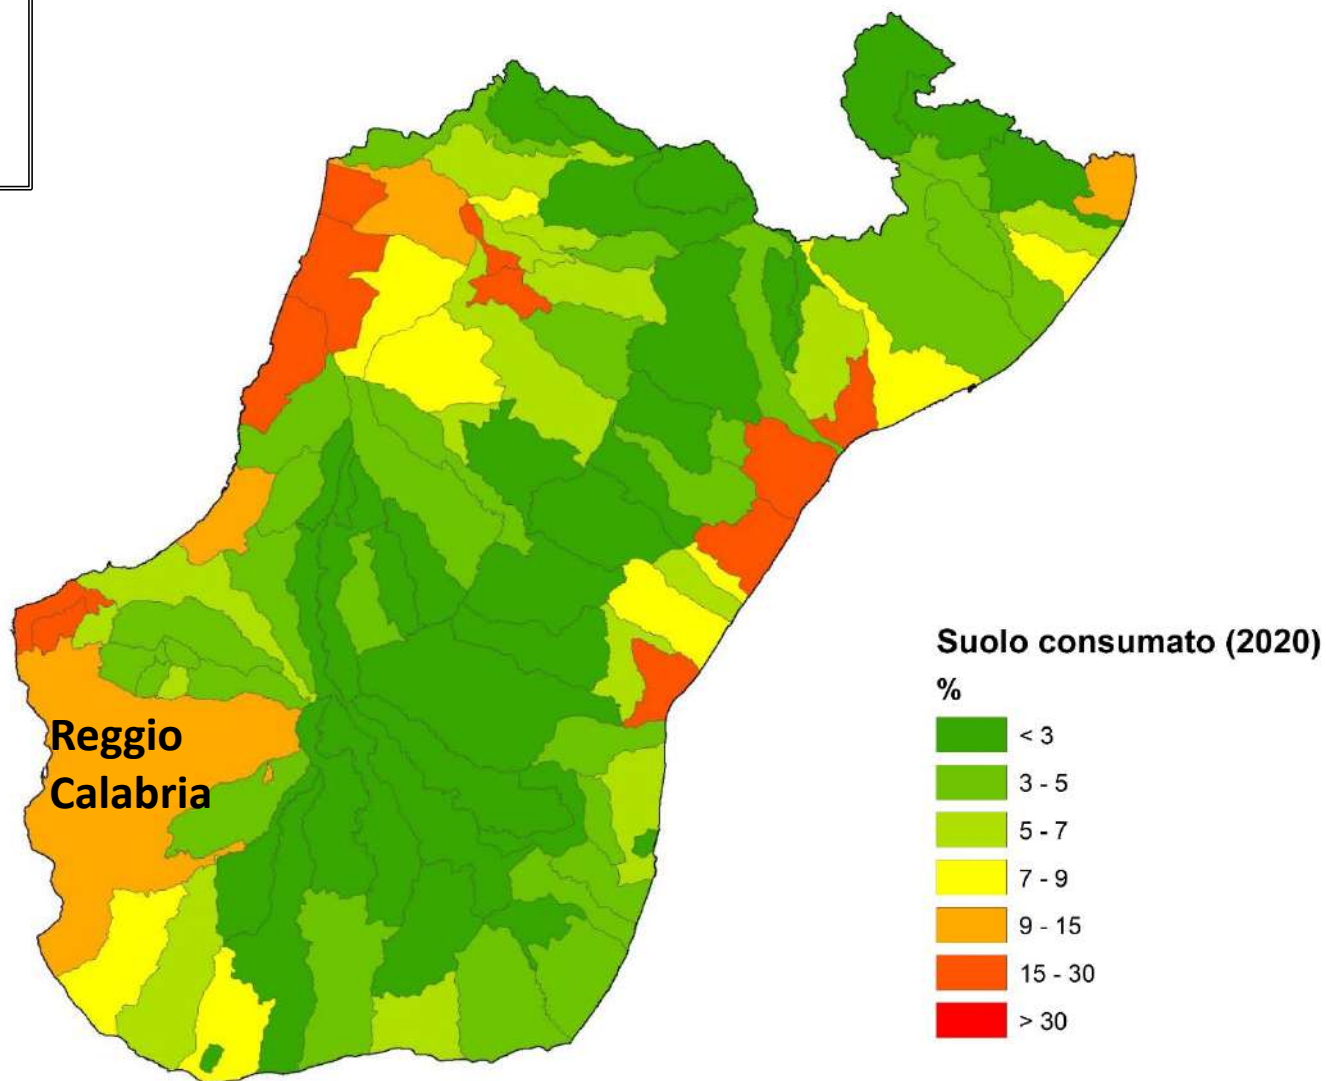 Reggio
Calabria
Suolo consumato (2020)
%
< 3
3 - 5
5 - 7
7 - 9
9 - 15
15 - 30
> 30